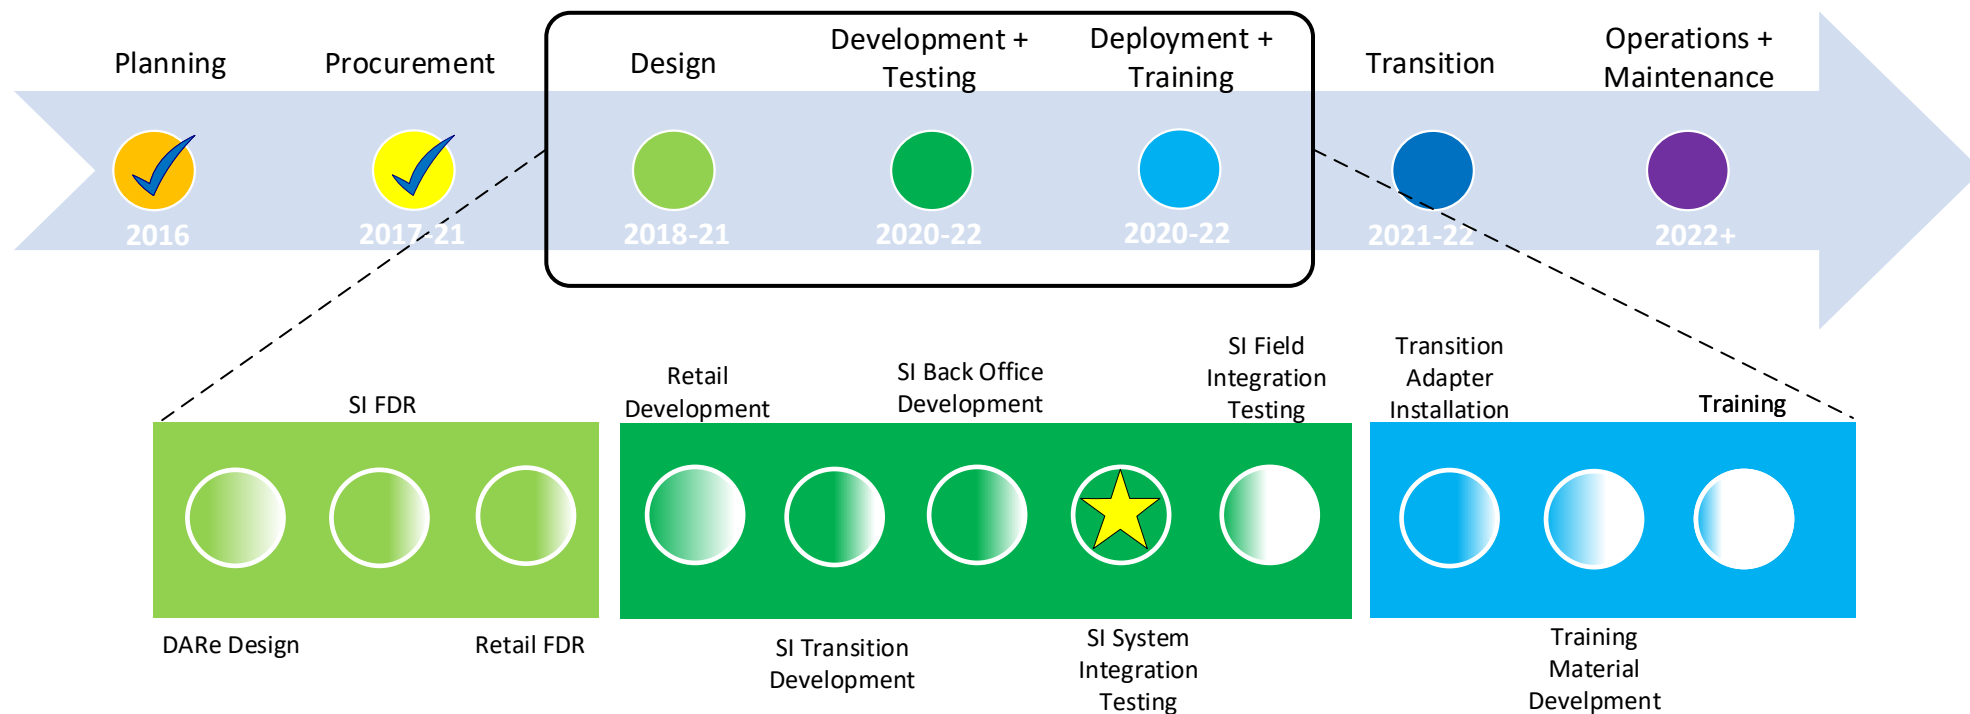 Planning
Procurement
Design
Development +
Testing
Deployment +
Training
Transition
Operations +
Maintenance
2016
2017-21
2018-21
2020-22
2020-22
2021-22
2022+
SI FDR
Retail
Development
SI Back Office
Development
SI Field
Integration
Testing
Transition
Adapter
Installation
Training
DARe Design
Retail FDR
SI Transition
Development
SI System
Integration
Testing
Training
Material
Develpment